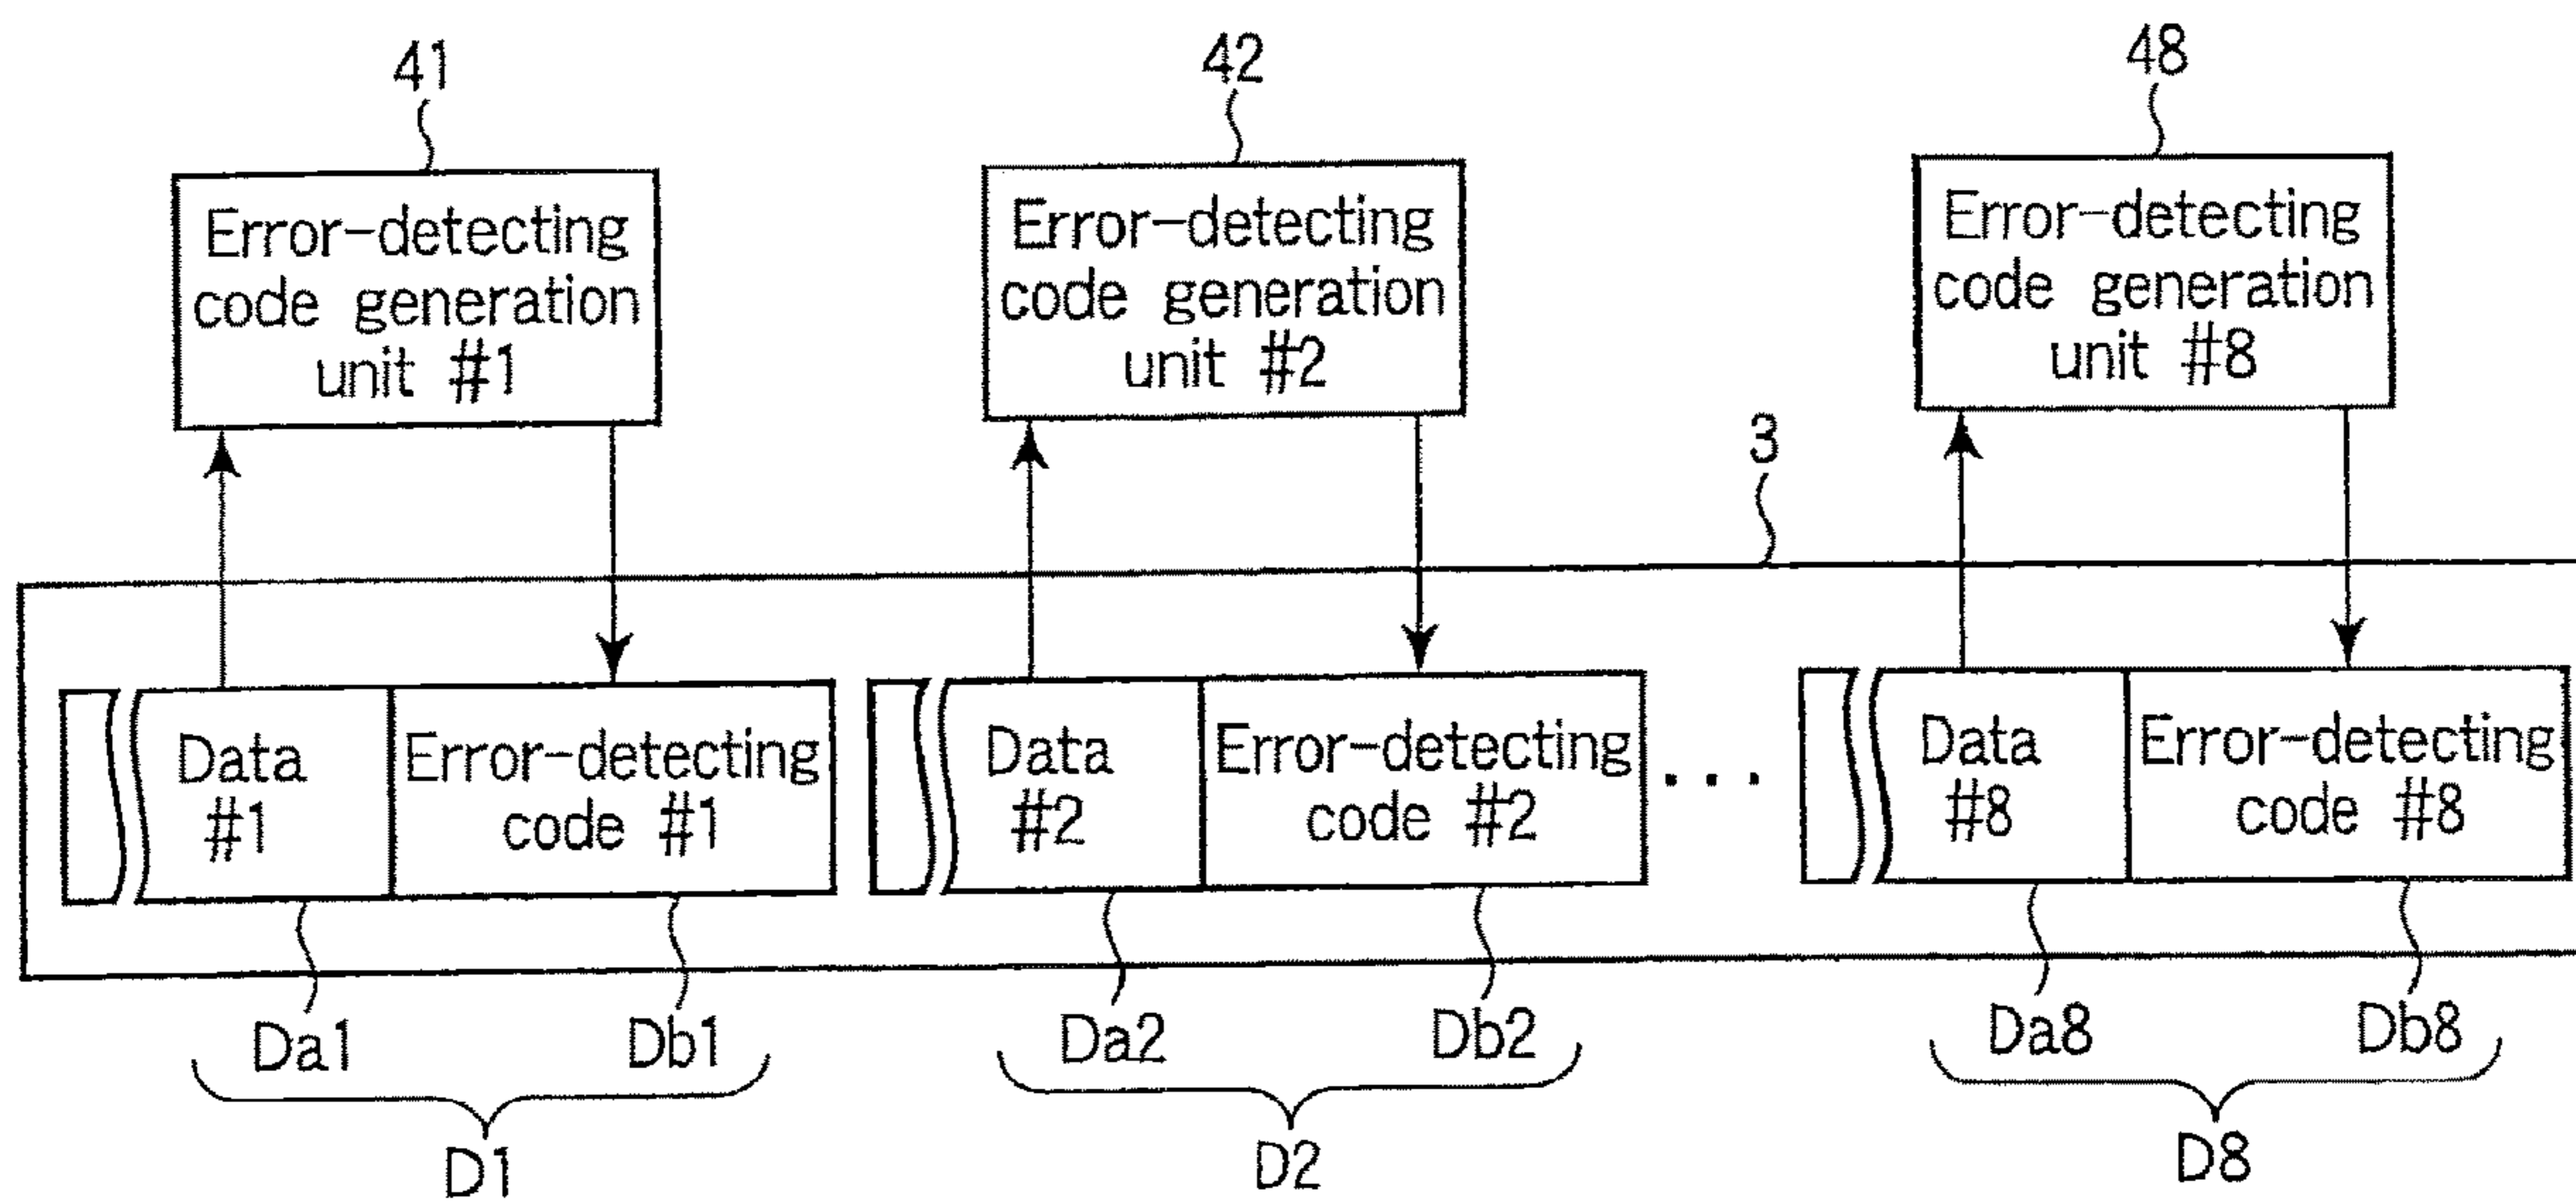 41
42
48
Error-detecting
code generation
unit #1
Error-detecting
code generation
unit #2
Error-detecting
code generation
unit #8
3
Data
#1
Error-detecting
code #1
Data
#2
Error-detecting
code #2
...
Data
#8
Error-detecting
code #8
Da1
Db1
Da2
Db2
Da8
Db8
D1
D2
D8